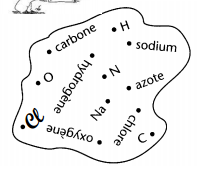 carbone
H
sodium
O
hydrogène
N
azote
Na
Cl
oxygène
chlore
C